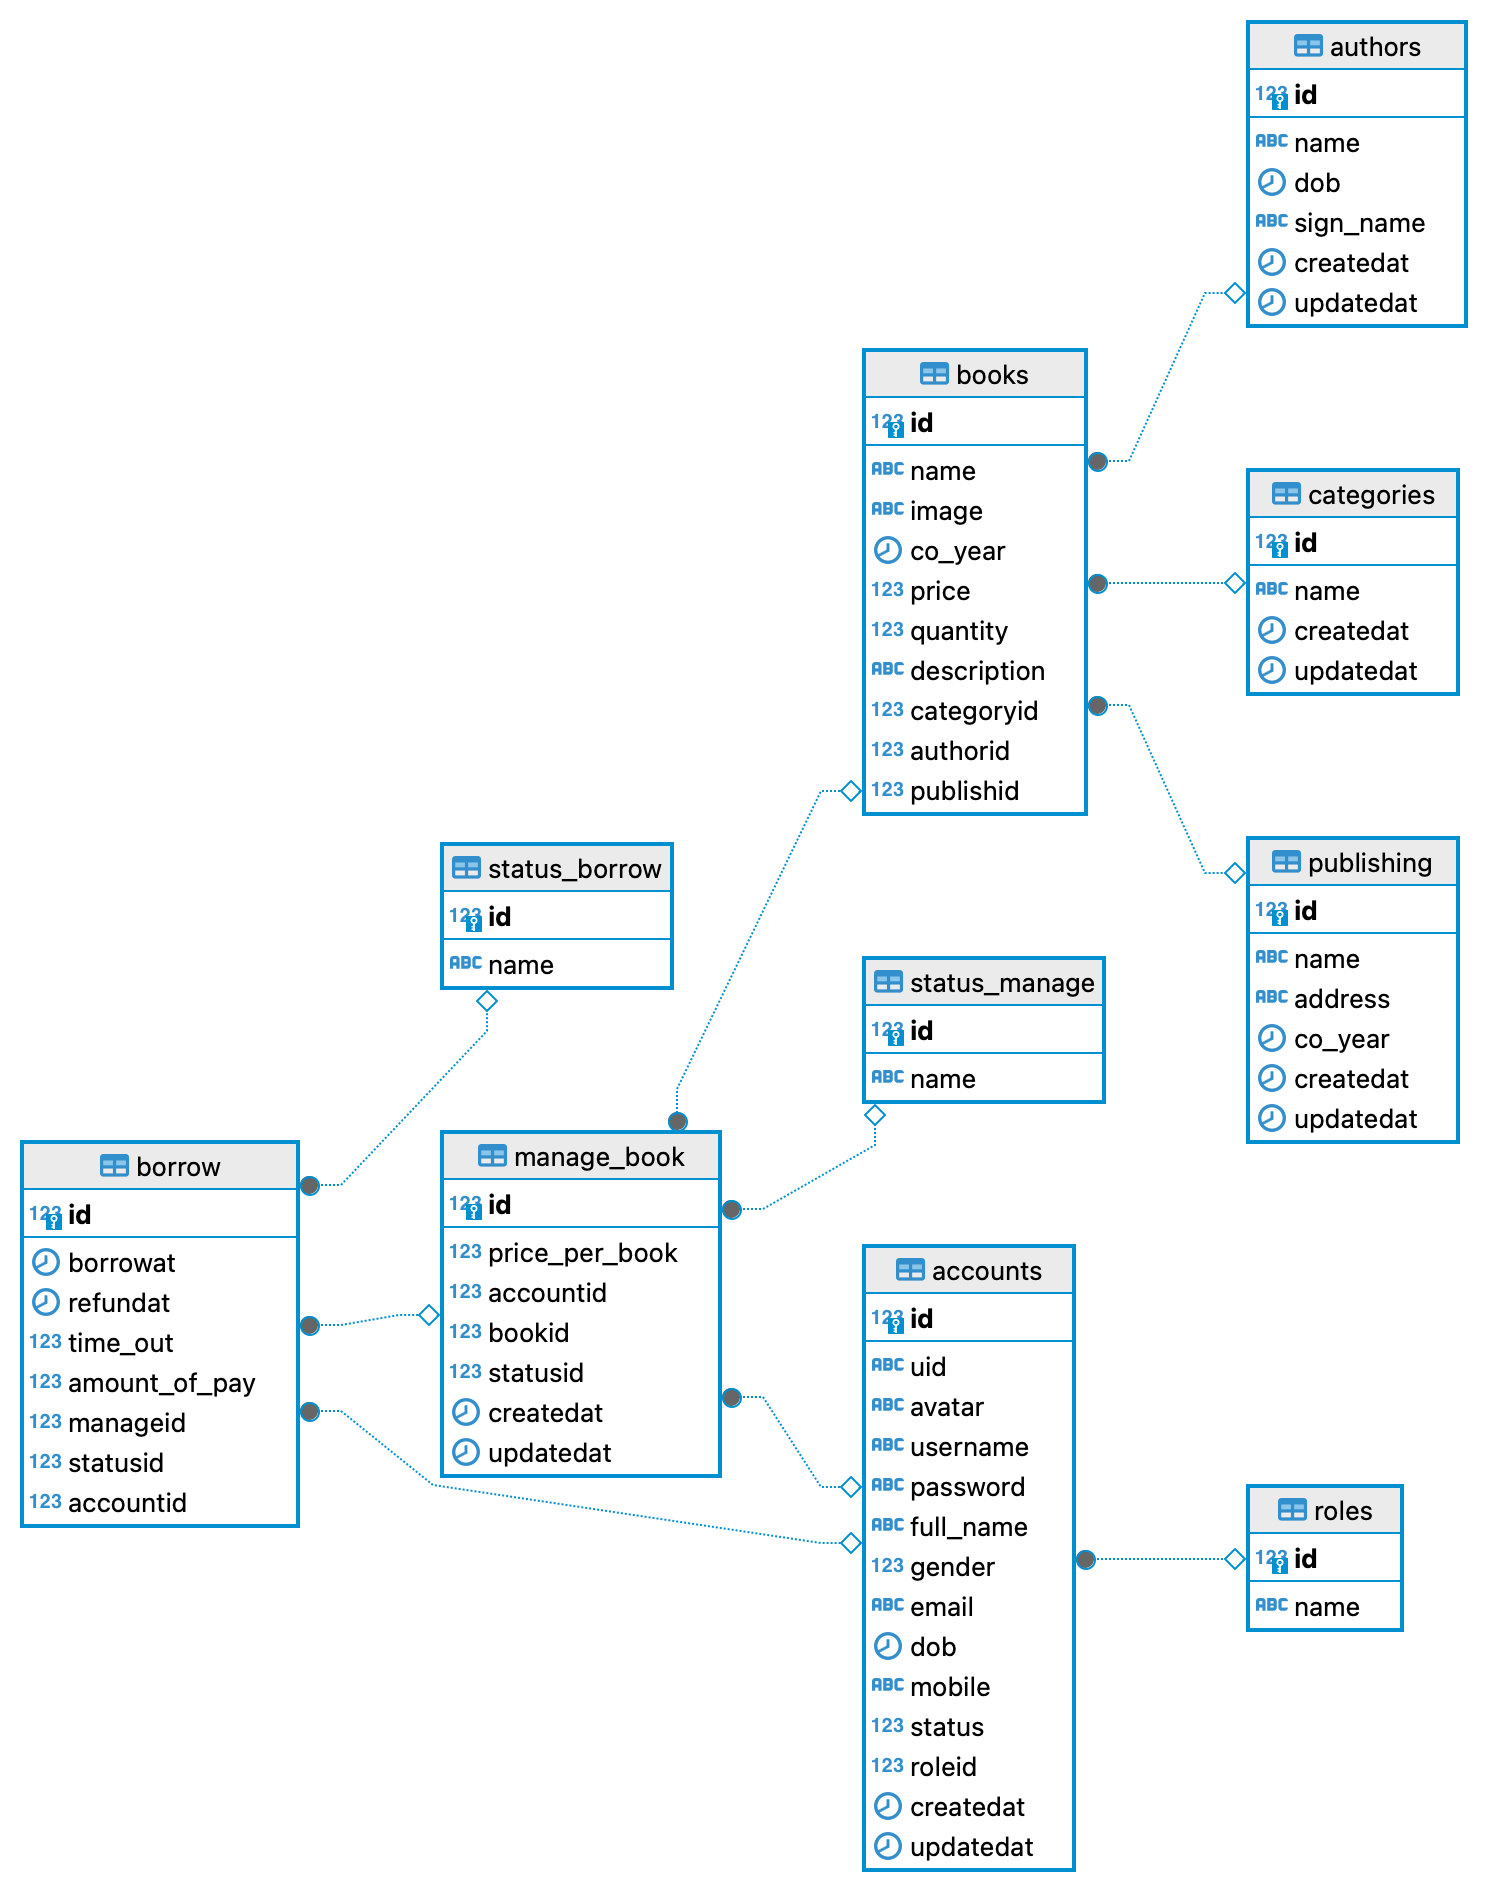 authors
123 id
ABC name
dob
ABC sign_name
createdat
updatedat
books
123 id
ABC name
ABC image
co_year
123 price
123 quantity
ABC description
123 categoryid
123 authorid
123 publishid
categories
123 id
ABC name
createdat
updatedat
publishing
123 id
ABC name
ABC address
co_year
createdat
updatedat
status_borrow
123 id
ABC name
status_manage
123 id
ABC name
borrow
123 id
borrowat
refundat
123 time_out
123 amount_of_pay
123 manageid
123 statusid
123 accountid
manage_book
123 id
123 price_per_book
123 accountid
123 bookid
123 statusid
createdat
updatedat
accounts
123 id
ABC uid
ABC avatar
ABC username
ABC password
ABC full_name
123 gender
ABC email
dob
ABC mobile
123 status
123 roleid
createdat
updatedat
roles
123 id
ABC name